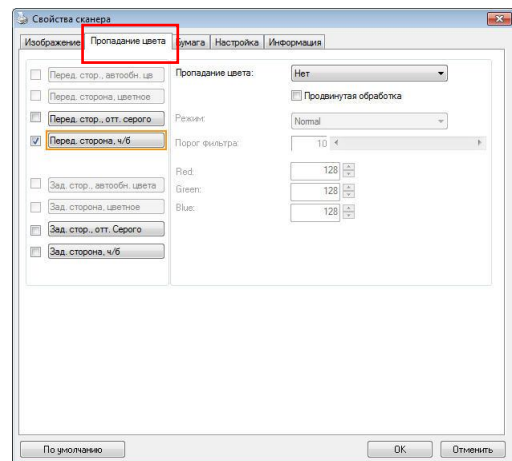 Свойства сканера
Изображение Пропадание цвета Бумага Настройка Информация
Перед. стор., автообн. цв
Перед. сторона, цветное
Перед. стор., отт. серого
Перед. сторона, ч/б
Зад. стор., автообн. цвета
Зад. сторона, цветное
Зад. стор., отт. Серого
Зад. сторона, ч/б
Пропадание цвета: Нет
Продвинутая обработка
Режим: Normal
Порог фильтра: 10
Red: 128
Green: 128
Blue: 128
По умолчанию OK Отменить